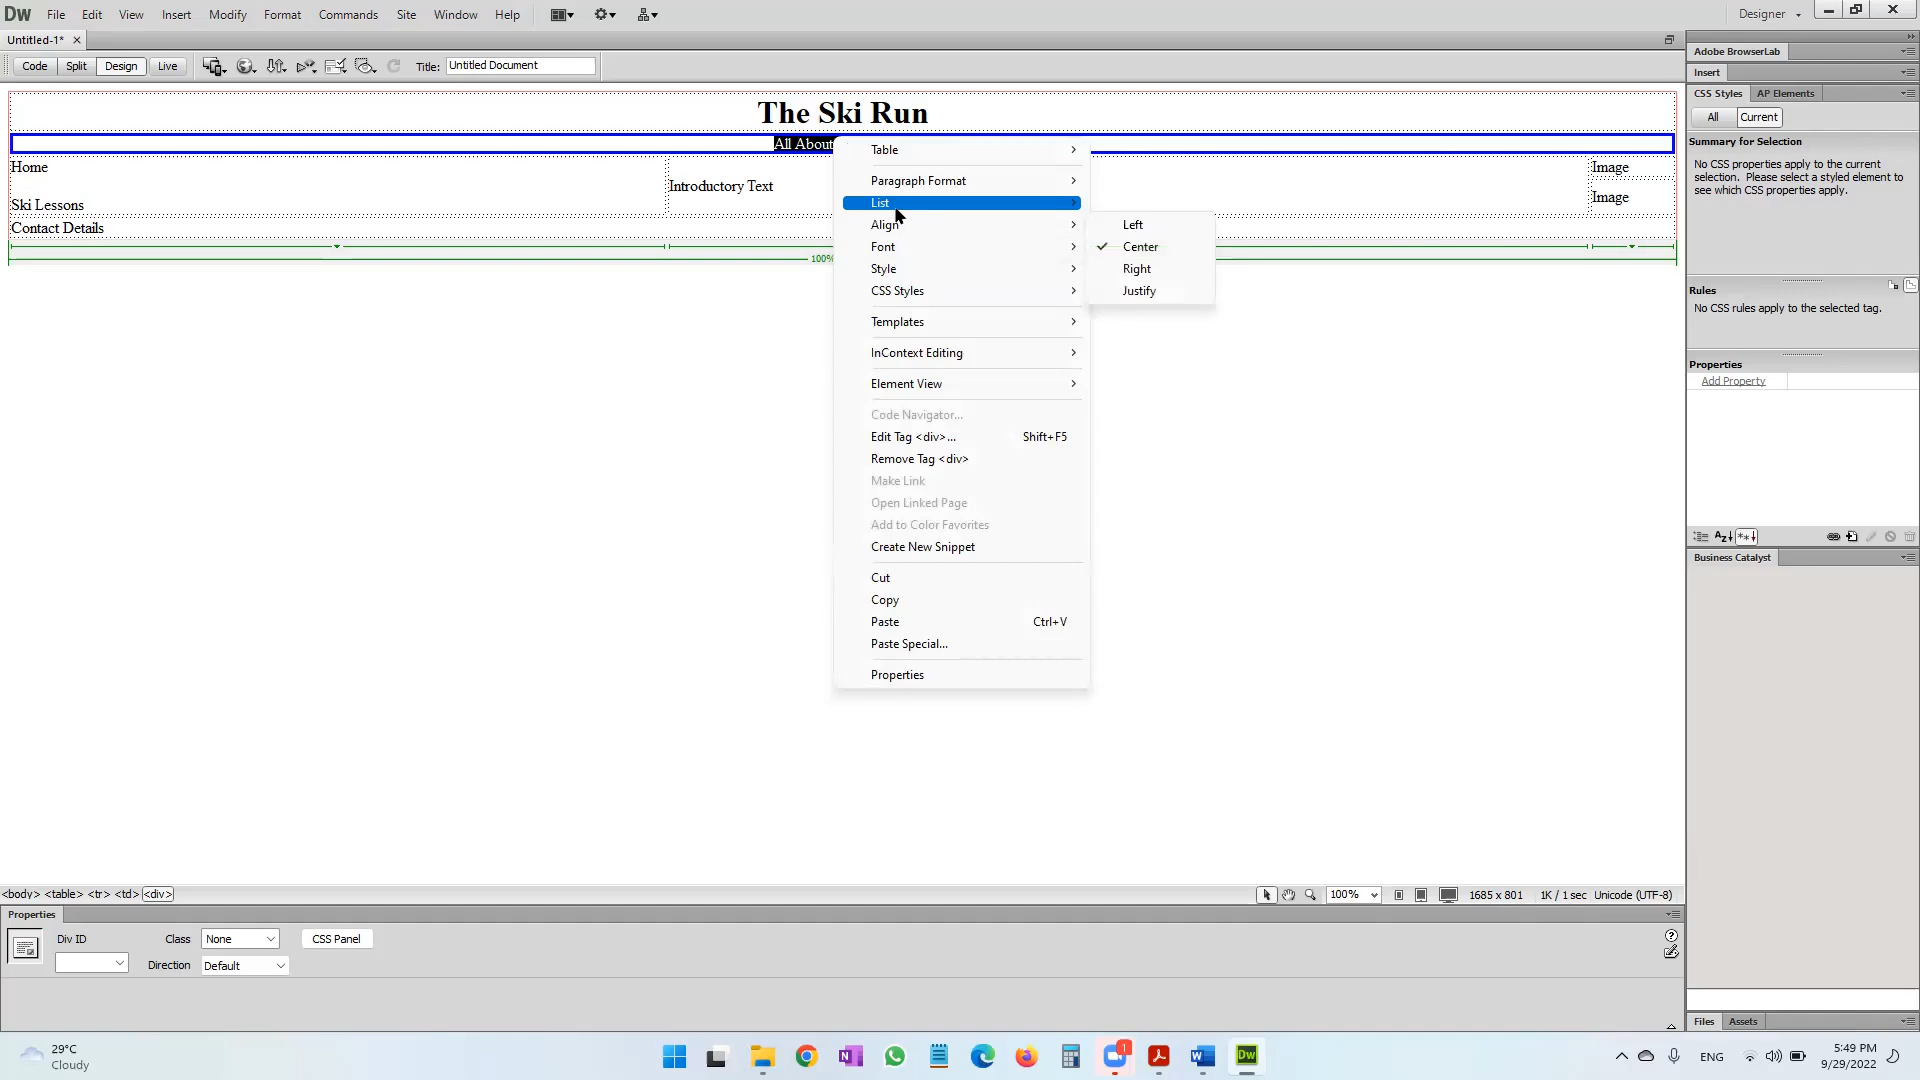 Dw File Edit View Insert Modify Format Commands Site Window Help Designer
Untitled-1*
Code Split Design Live Title: Untitled Document
The Ski Run
All About
Home
Ski Lessons
Introductory Text
Image
Image
Contact Details
100%
Table
Paragraph Format
List
Align
Font
Style
CSS Styles
Templates
InContext Editing
Element View
Code Navigator...
Edit Tag <div>... Shift+F5
Remove Tag <div>
Make Link
Open Linked Page
Add to Color Favorites
Create New Snippet
Cut
Copy
Paste Ctrl+V
Paste Special...
Properties
Left
Center
Right
Justify
Adobe BrowserLab
Insert
CSS Styles AP Elements
All Current
Summary for Selection
No CSS properties apply to the current
selection. Please select a styled element to
see which CSS properties apply.
Rules
No CSS rules apply to the selected tag.
Properties
Add Property
Business Catalyst
Files Assets
<body> <table> <tr> <td> <div> 100% 1685 x 801 1K / 1 sec Unicode (UTF-8)
Properties
Div ID Class None CSS Panel
Direction Default
29°C
Cloudy
1
Dw
ENG
5:49 PM
9/29/2022